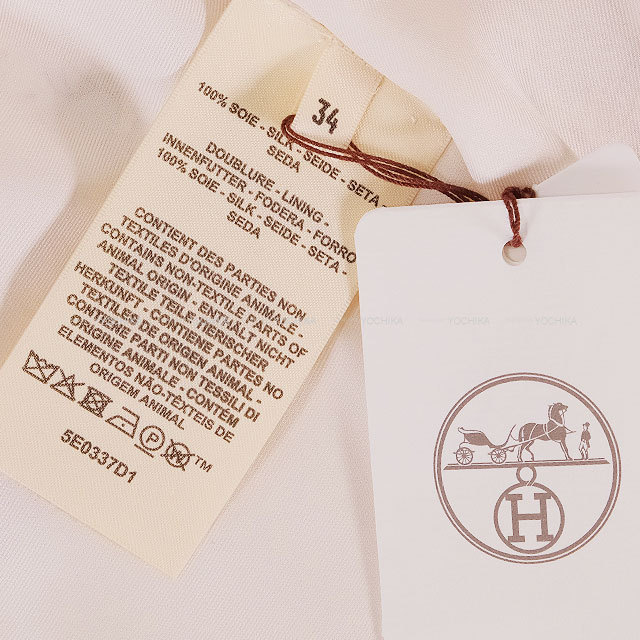 34
100% SOIE - SILK - SEIDE - SETA -
SEDA
DOUBLURE - LINING -
INNENFUTTER - FODERA - FORRO
100% SOIE - SILK - SEIDE - SETA -
SEDA
CONTIENT DES PARTIES NON
TEXTILES D'ORIGINE ANIMALE -
CONTAINS NON-TEXTILE PARTS OF
ANIMAL ORIGIN - ENTHÄLT NICHT
TEXTILE TEILE TIERISCHER
HERKUNFT - CONTIENE PARTES NO
TEXTILES DE ORIGEN ANIMAL -
CONTIENE PARTI NON TESSILI DI
ORIGINE ANIMALE - CONTÉM
ELEMENTOS NÃO-TÊXTEIS DE
ORIGEM ANIMAL
P
TM
5E0337D1
H
YOCHIKA
YOCHIKA